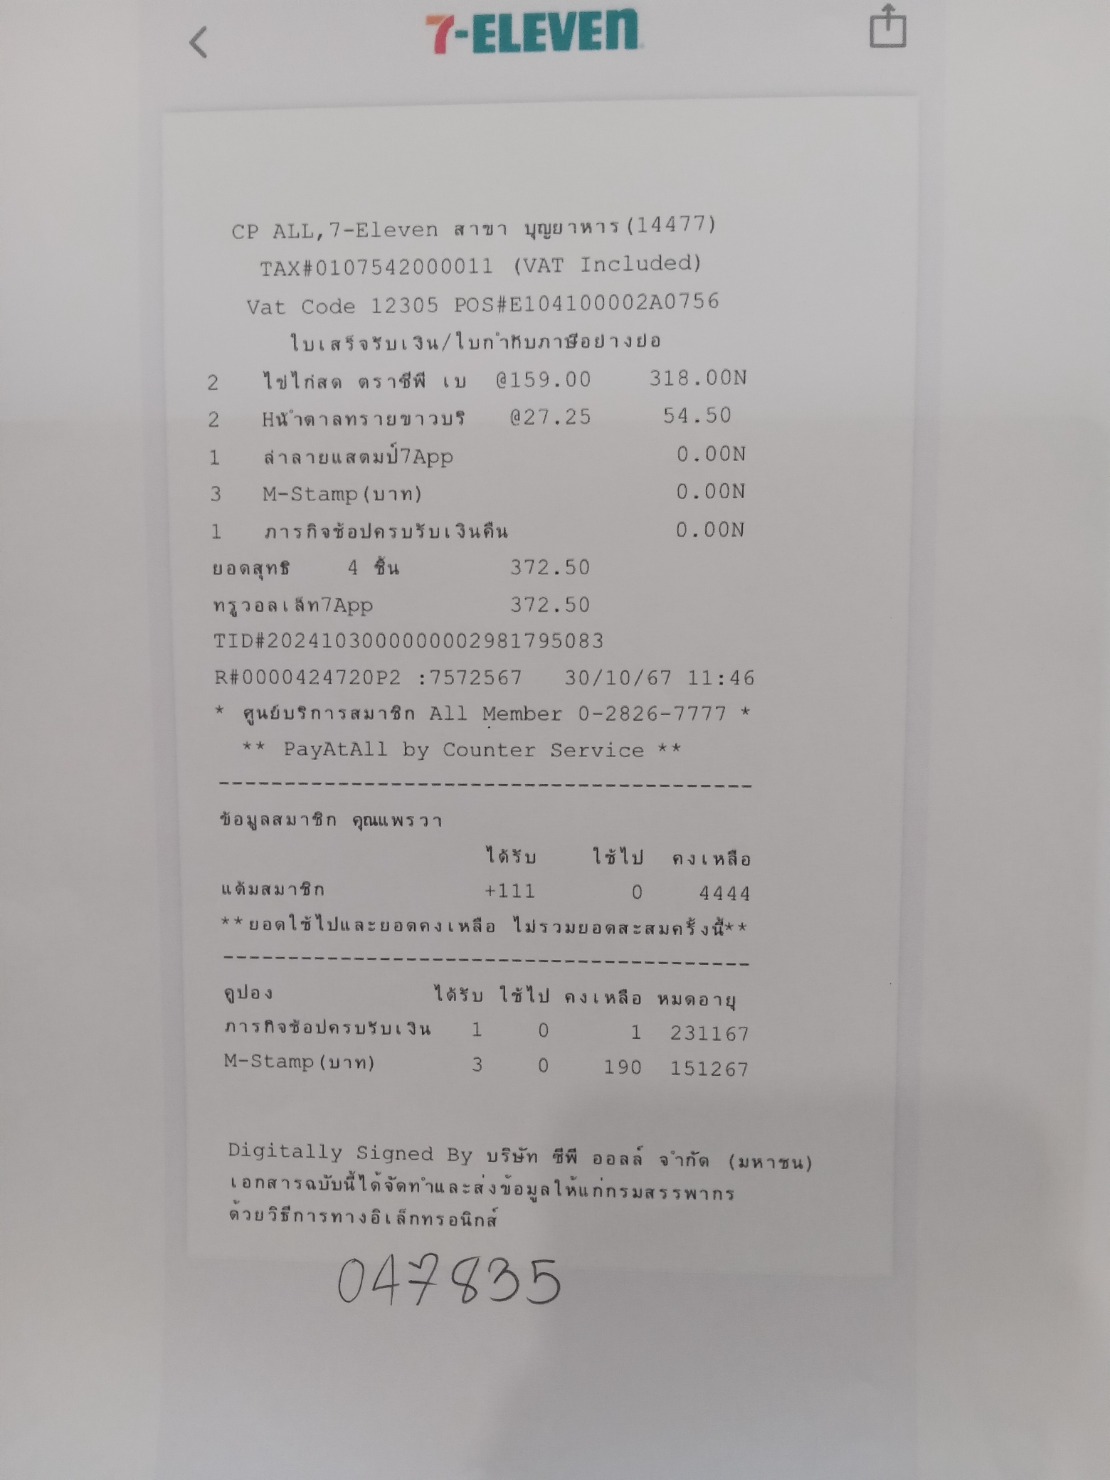 7-ELEVEN
CP ALL,7-Eleven สาขา บุญยาหาร(14477)
TAX#0107542000011 (VAT Included)
Vat Code 12305 POS#E104100002A0756
ใบเสร็จรับเงิน/ใบกำกับภาษีอย่างย่อ
2 ไข่ไก่สด ตราซีพี เบ @159.00 318.00N
2 Hน้ำตาลทรายขาวบริ @27.25 54.50
1 ล่าลายแสตมป์7App 0.00N
3 M-Stamp(บาท) 0.00N
1 ภารกิจช้อปครบรับเงินคืน 0.00N
ยอดสุทธิ 4 ชิ้น 372.50
ทรูวอลเล็ท7App 372.50
TID#2024103000000002981795083
R#0000424720P2 :7572567 30/10/67 11:46
* ศูนย์บริการสมาชิก All Member 0-2826-7777 *
** PayAtAll by Counter Service **
ข้อมูลสมาชิก คุณแพรวา
ได้รับ ใช้ไป คงเหลือ
แต้มสมาชิก +111 0 4444
**ยอดใช้ไปและยอดคงเหลือ ไม่รวมยอดสะสมครั้งนี้**
คูปอง ได้รับ ใช้ไป คงเหลือ หมดอายุ
ภารกิจช้อปครบรับเงิน 1 0 1 231167
M-Stamp(บาท) 3 0 190 151267
Digitally Signed By บริษัท ซีพี ออลล์ จำกัด (มหาชน)
เอกสารฉบับนี้ได้จัดทำและส่งข้อมูลให้แก่กรมสรรพากร
ด้วยวิธีการทางอิเล็กทรอนิกส์
047835